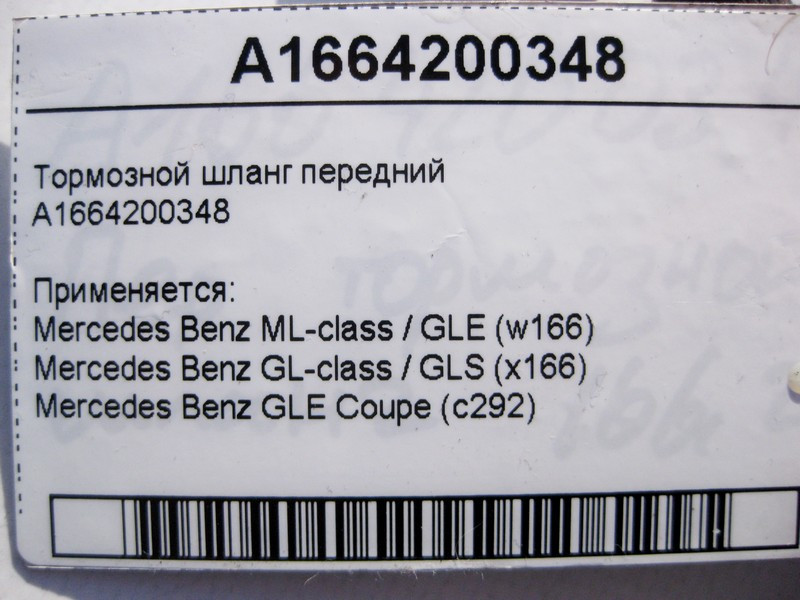 A1664200348
Тормозной шланг передний
A1664200348
Применяется:
Mercedes Benz ML-class / GLE (w166)
Mercedes Benz GL-class / GLS (x166)
Mercedes Benz GLE Coupe (c292)